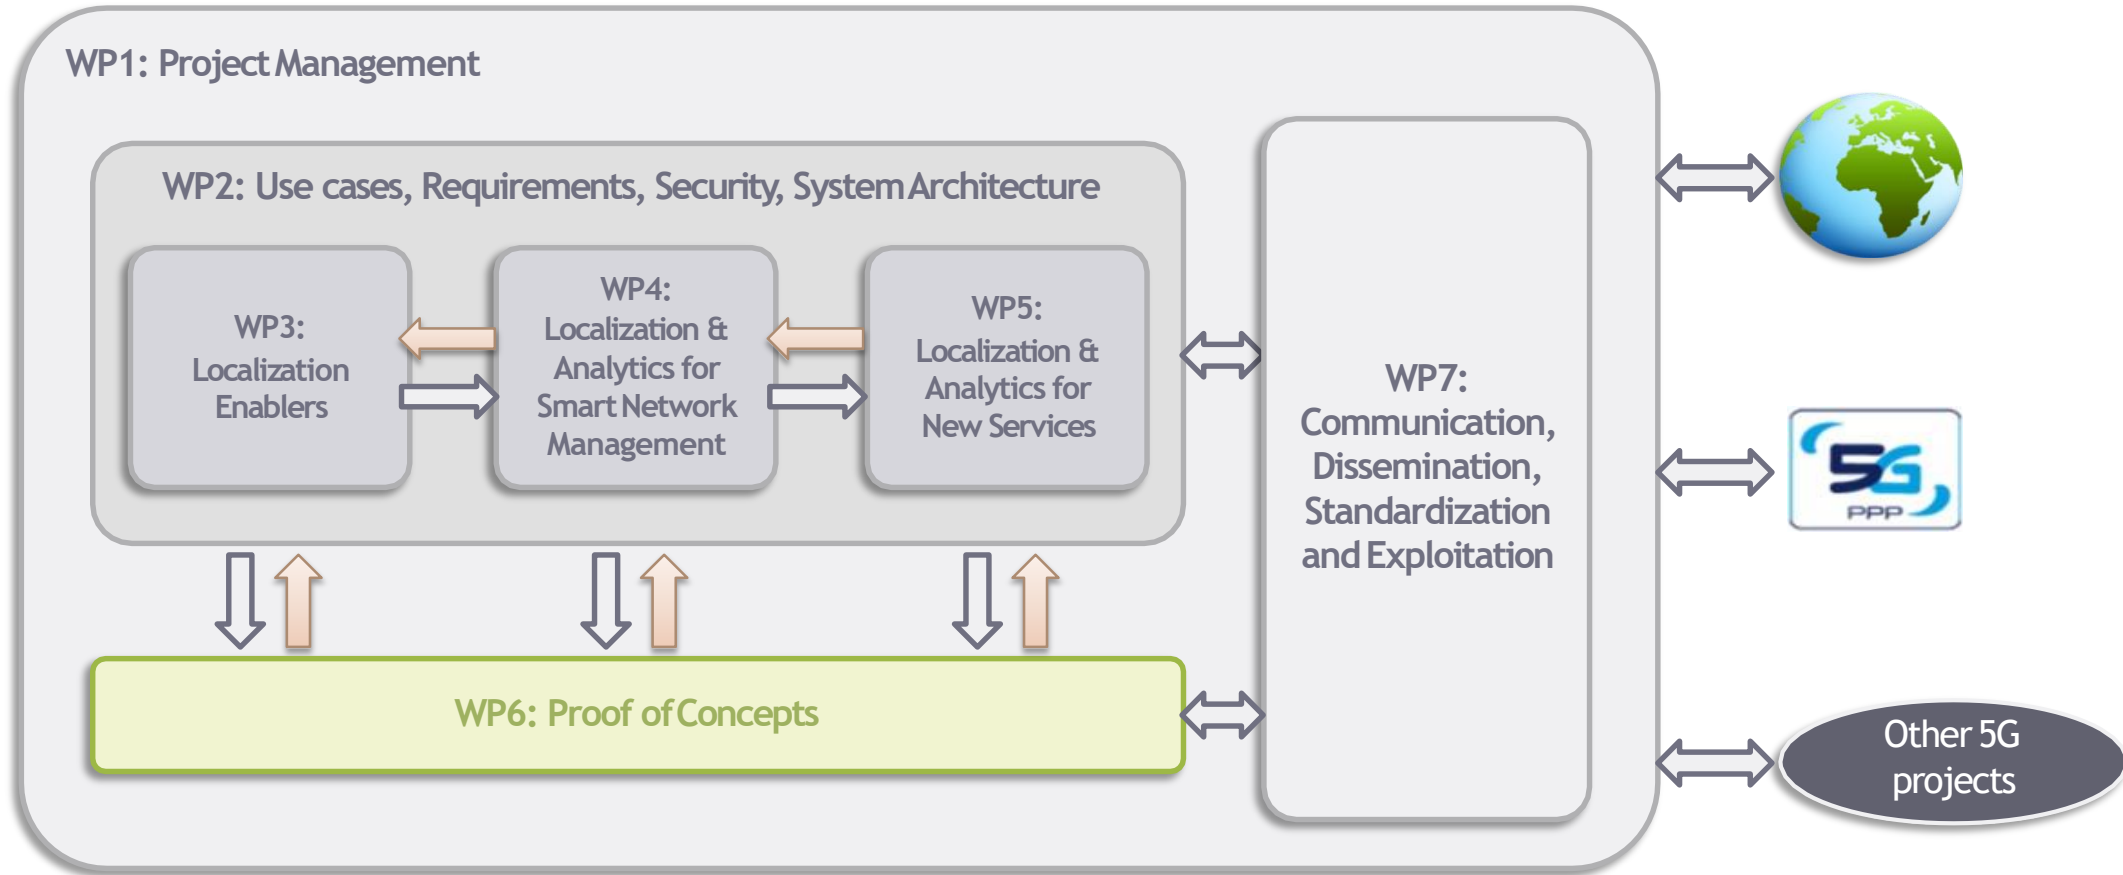 WP1: Project Management
WP2: Use cases, Requirements, Security, System Architecture
WP3:
Localization
Enablers
WP4:
Localization &
Analytics for
Smart Network
Management
WP5:
Localization &
Analytics for
New Services
WP6: Proof of Concepts
WP7:
Communication,
Dissemination,
Standardization
and Exploitation
5G
PPP
Other 5G
projects